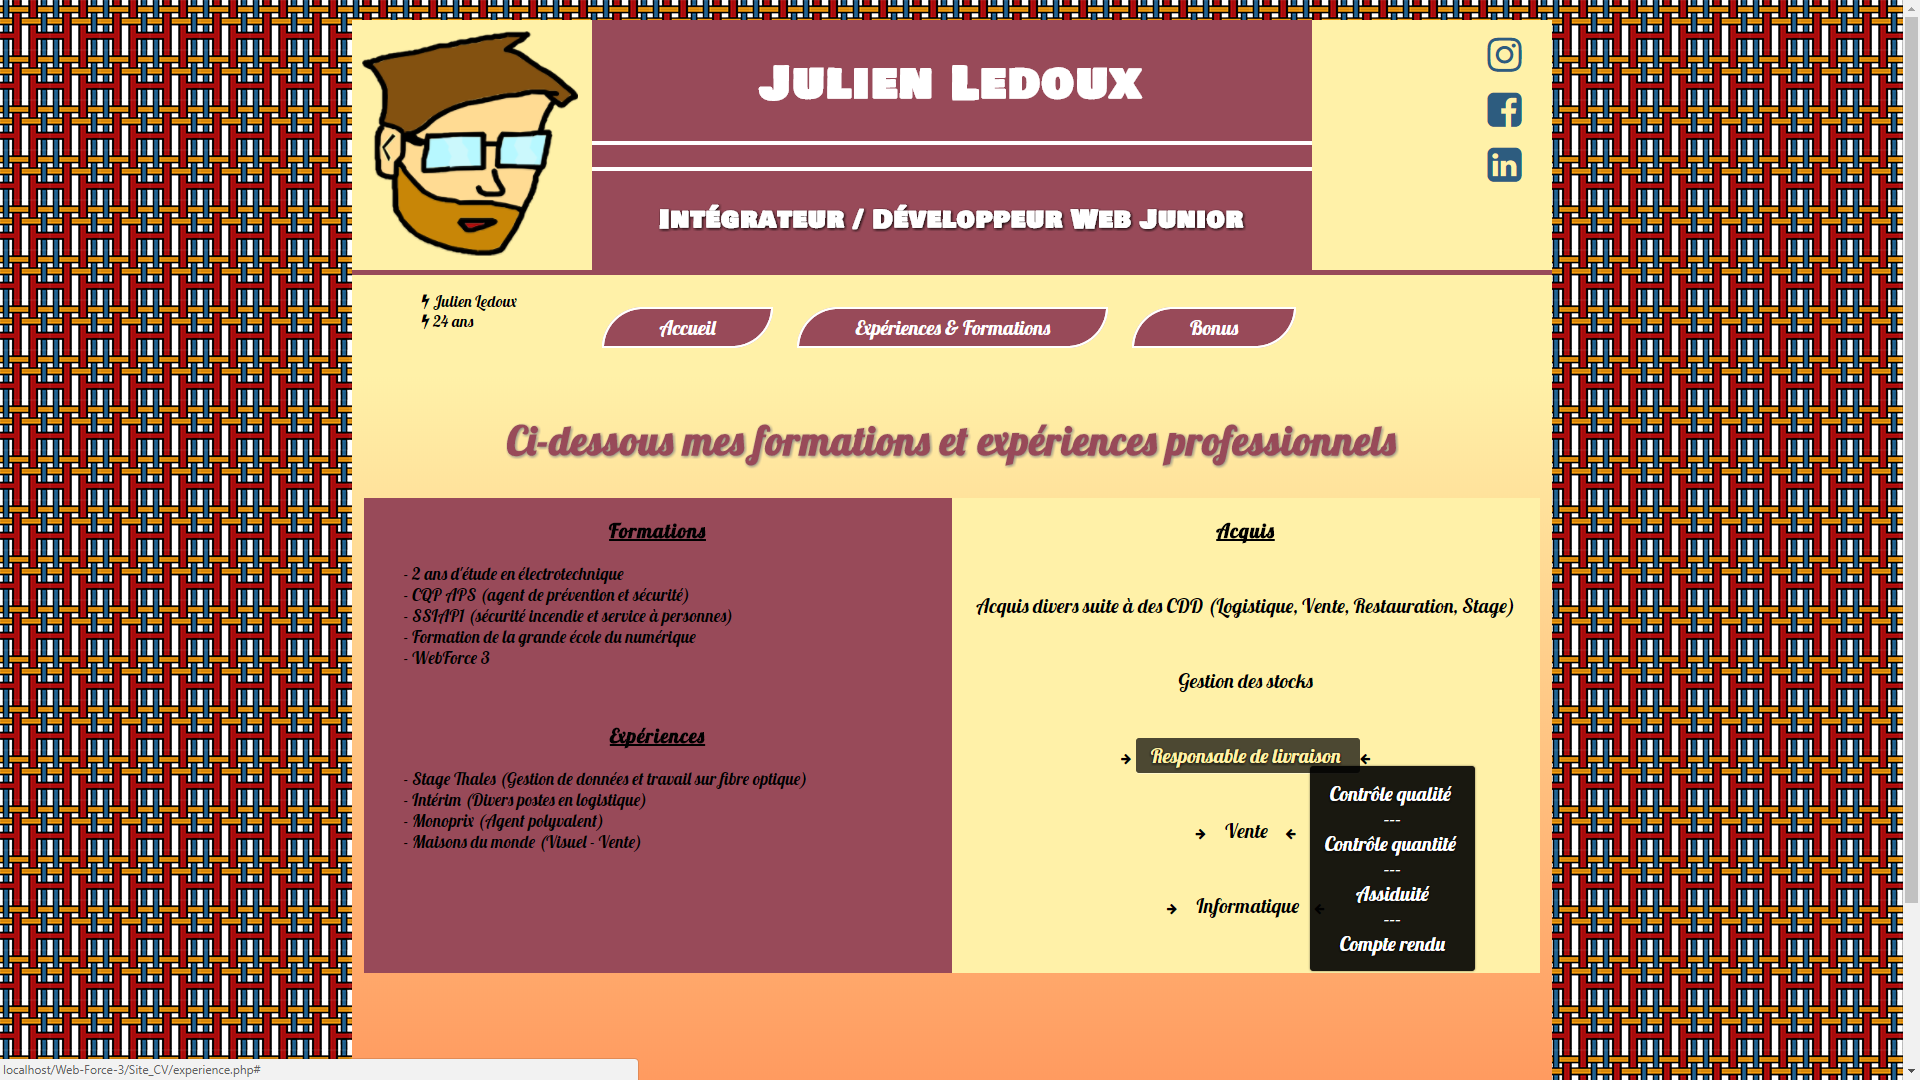 Julien Ledoux
Intégrateur / Développeur Web Junior
Julien Ledoux
24 ans
Accueil
Expériences & Formations
Bonus
Ci-dessous mes formations et expériences professionnels
Formations
- 2 ans d'étude en électrotechnique
- CQP APS (agent de prévention et sécurité)
- SSIAP1 (sécurité incendie et service à personnes)
- Formation de la grande école du numérique
- WebForce 3
Expériences
- Stage Thales (Gestion de données et travail sur fibre optique)
- Intérim (Divers postes en logistique)
- Monoprix (Agent polyvalent)
- Maisons du monde (Visuel - Vente)
Acquis
Acquis divers suite à des CDD (Logistique, Vente, Restauration, Stage)
Gestion des stocks
Responsable de livraison
Contrôle qualité
---
Contrôle quantité
---
Assiduité
---
Compte rendu
Vente
Informatique
localhost/Web-Force-3/Site_CV/experience.php#